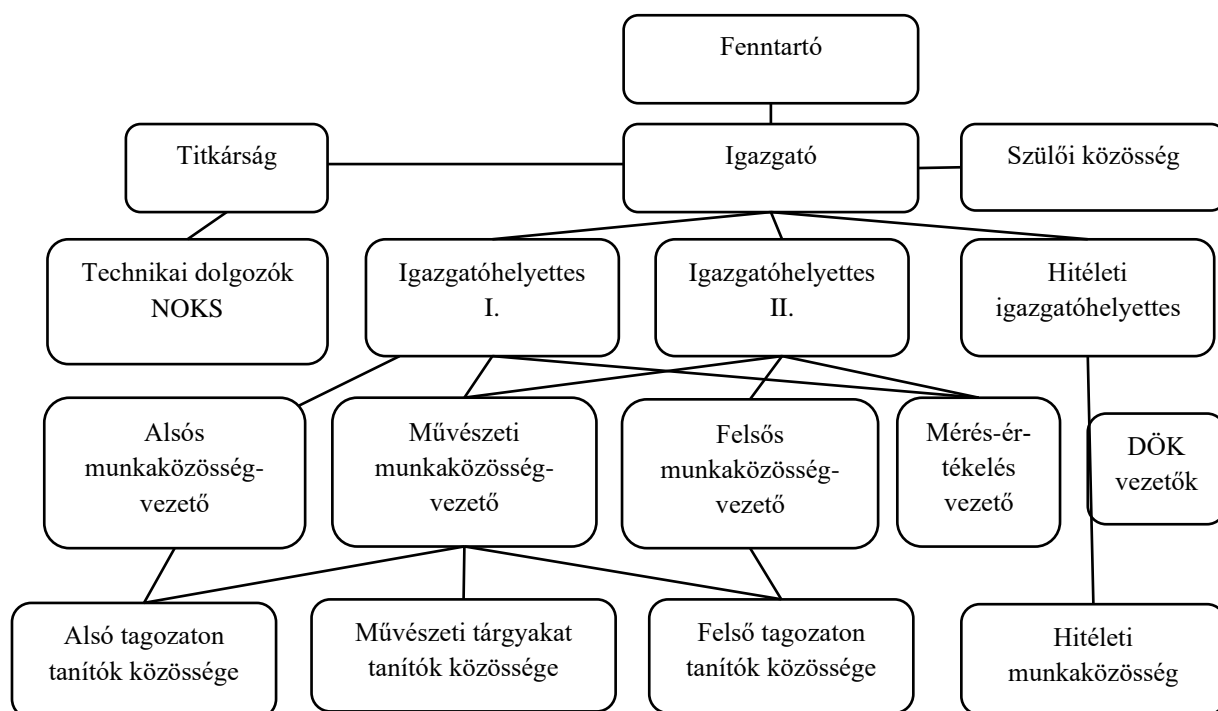 Fenntartó
Titkárság
Igazgató
Szülői közösség
Technikai dolgozók
NOKS
Igazgatóhelyettes
I.
Igazgatóhelyettes
II.
Hitéleti
igazgatóhelyettes
Alsós
munkaközösség-
vezető
Művészeti
munkaközösség-
vezető
Felsős
munkaközösség-
vezető
Mérés-ér-
tékelés
vezető
DÖK
vezetők
Alsó tagozaton
tanítók közössége
Művészeti tárgyakat
tanítók közössége
Felső tagozaton
tanítók közössége
Hitéleti
munkaközösség